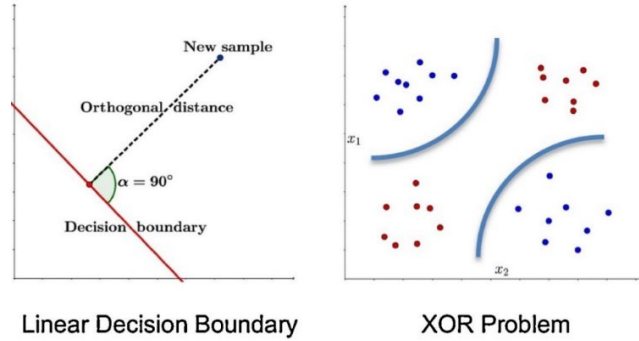 New sample
Orthogonal distance
α = 90°
Decision boundary
x₁
x₂
Linear Decision Boundary
XOR Problem